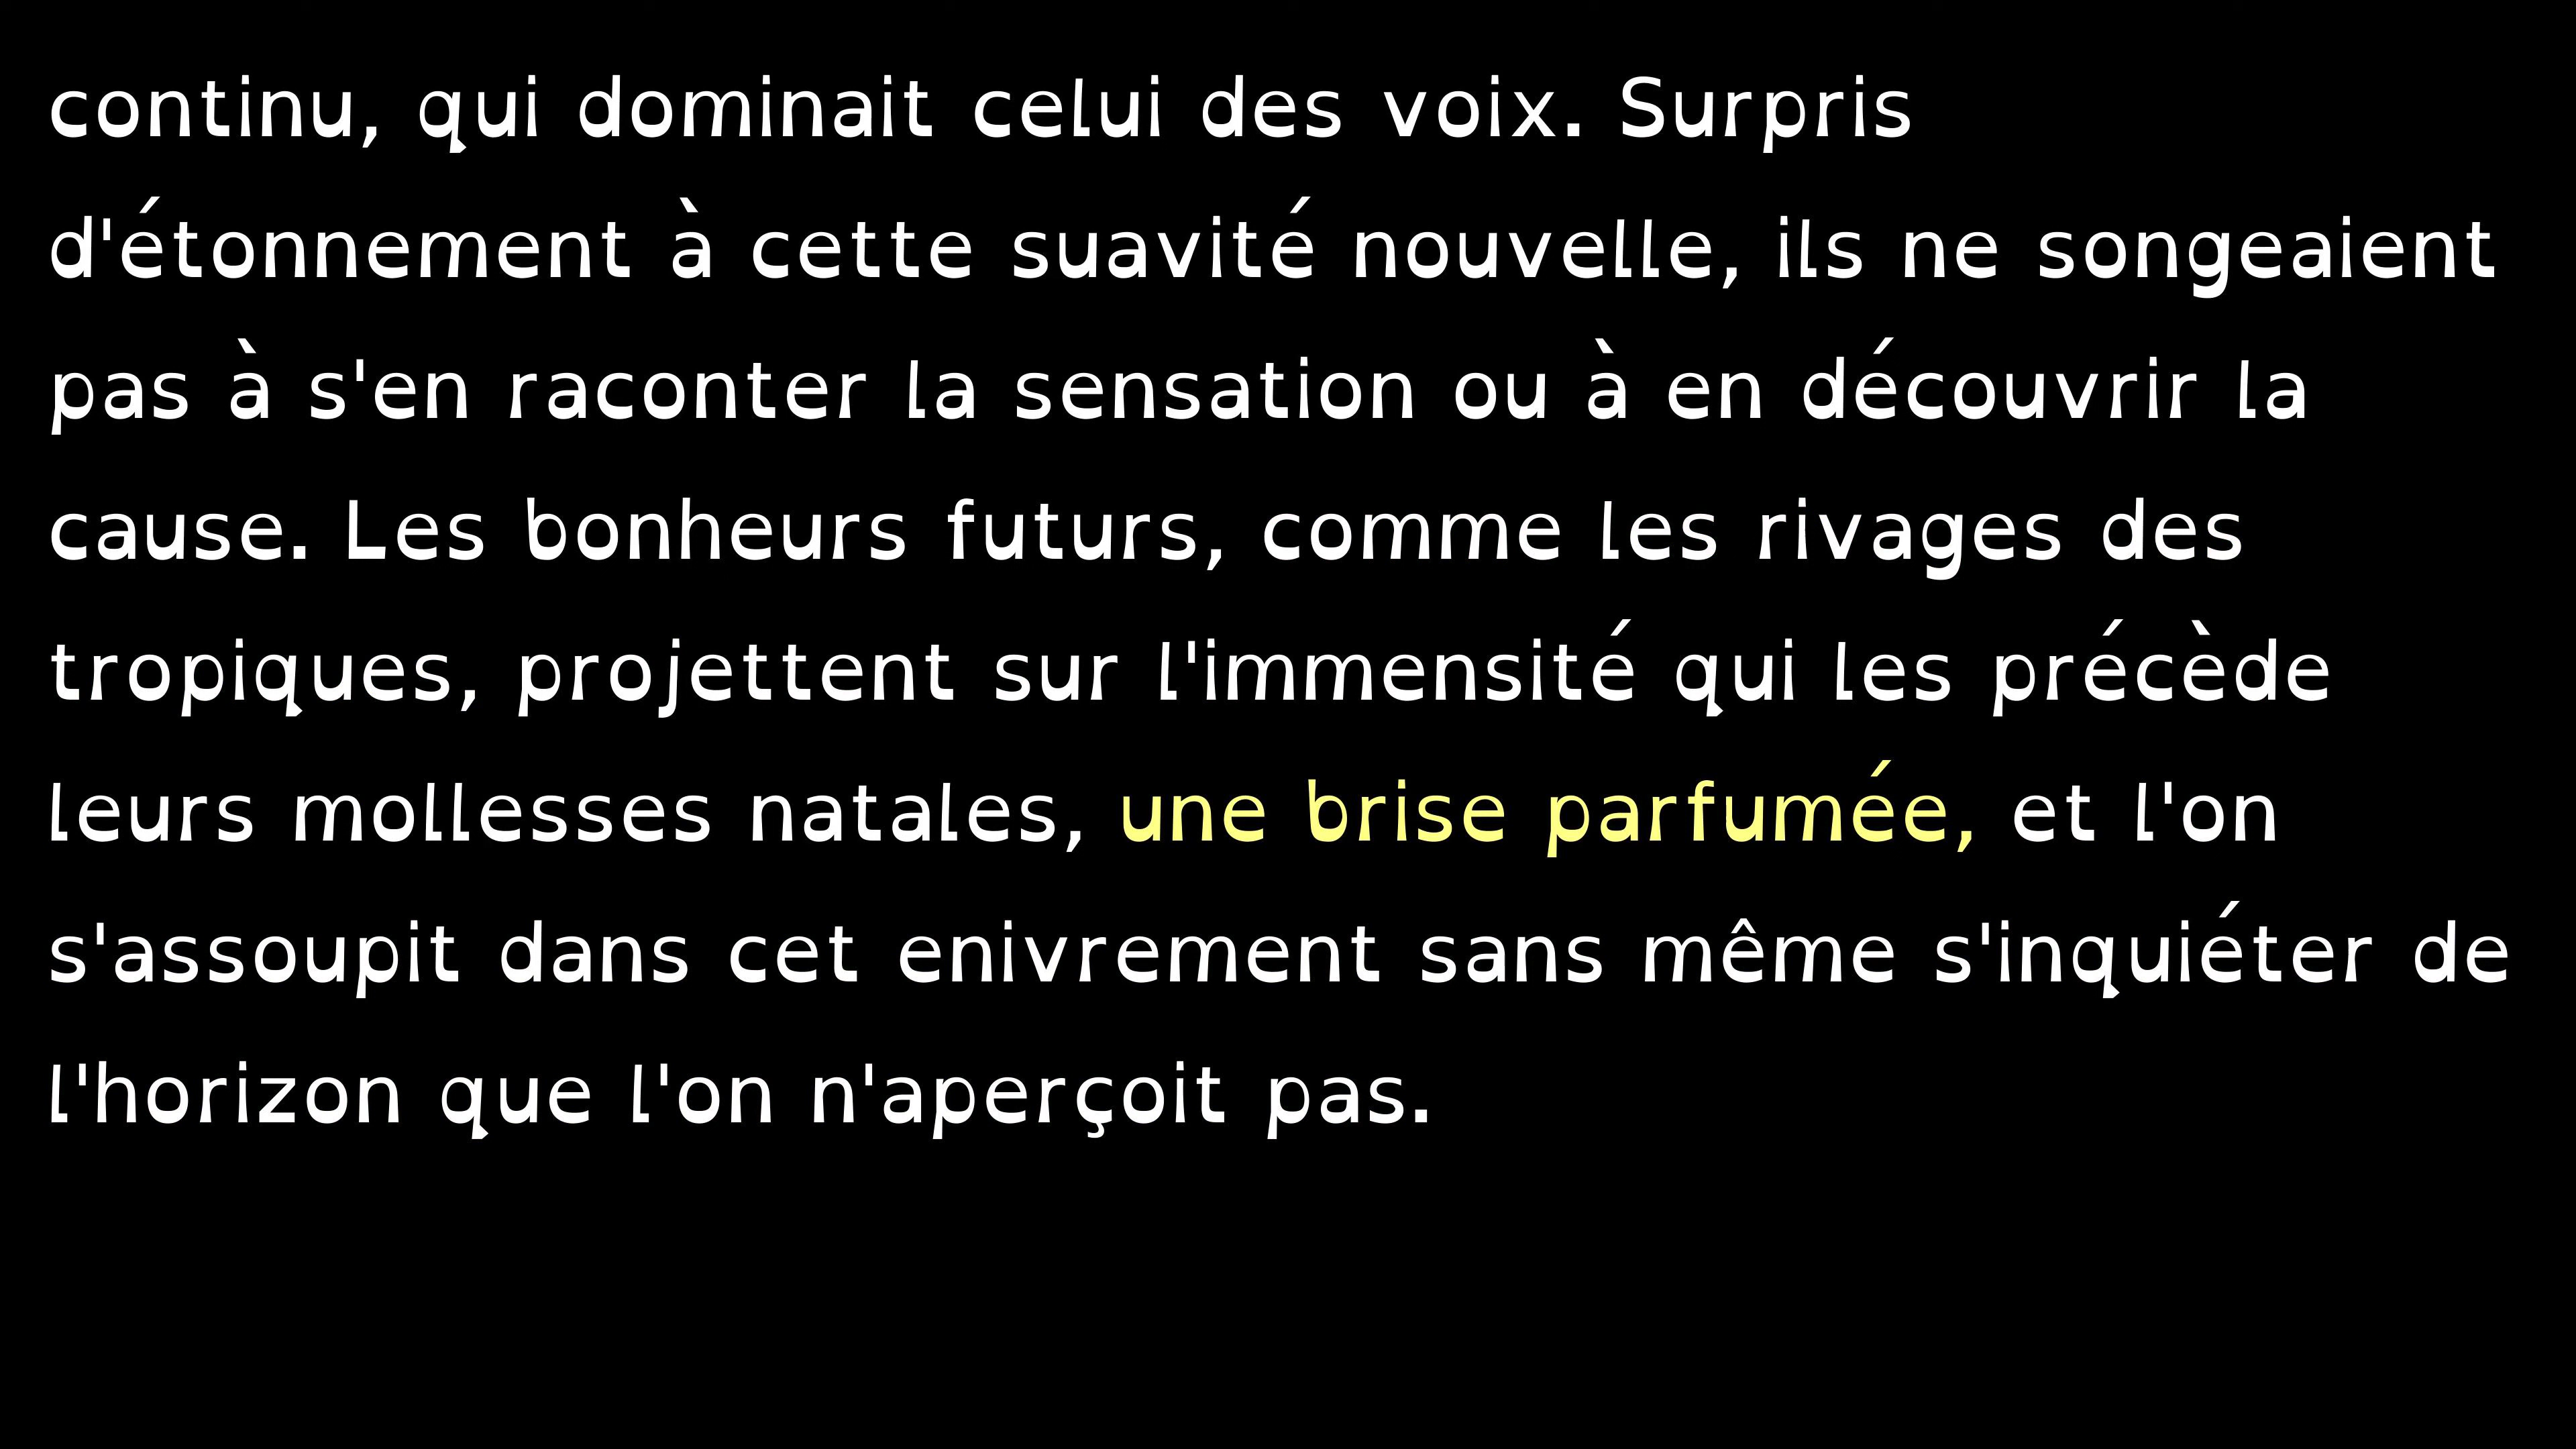 continu, qui dominait celui des voix. Surpris
d'étonnement à cette suavité nouvelle, ils ne songeaient
pas à s'en raconter la sensation ou à en découvrir la
cause. Les bonheurs futurs, comme les rivages des
tropiques, projettent sur l'immensité qui les précède
leurs mollesses natales, une brise parfumée, et l'on
s'assoupit dans cet enivrement sans même s'inquiéter de
l'horizon que l'on n'aperçoit pas.